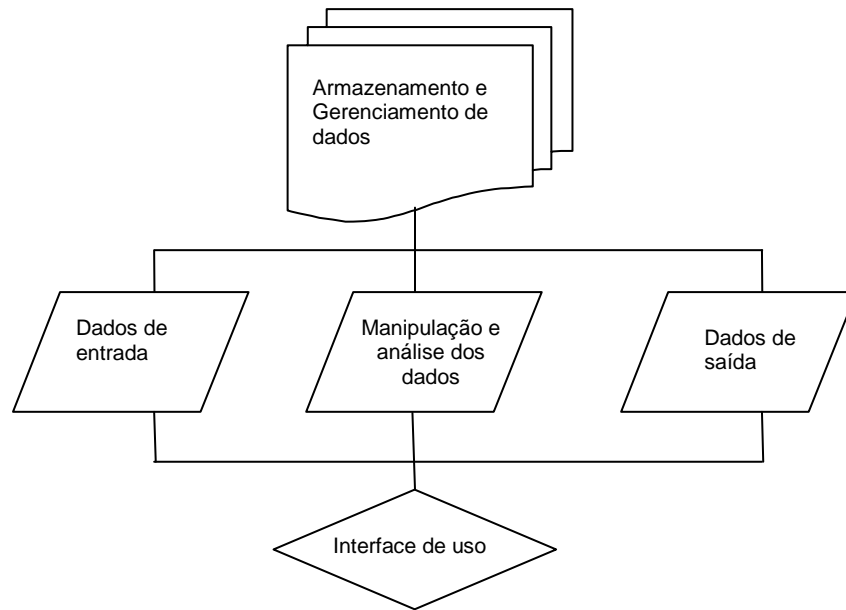 Armazenamento e
Gerenciamento de
dados
Dados de
entrada
Manipulação e
análise dos
dados
Dados de
saída
Interface de uso